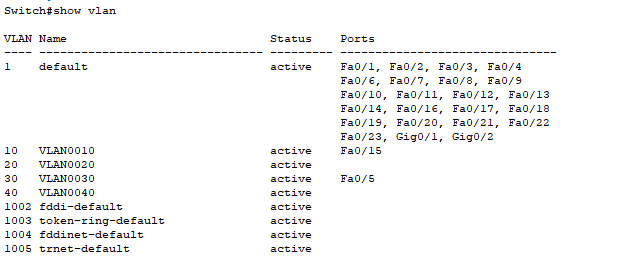 Switch#show vlan
VLAN Name                             Status    Ports
---- -------------------------------- --------- -------------------------------
1    default                          active    Fa0/1, Fa0/2, Fa0/3, Fa0/4
                                                Fa0/6, Fa0/7, Fa0/8, Fa0/9
                                                Fa0/10, Fa0/11, Fa0/12, Fa0/13
                                                Fa0/14, Fa0/16, Fa0/17, Fa0/18
                                                Fa0/19, Fa0/20, Fa0/21, Fa0/22
                                                Fa0/23, Gig0/1, Gig0/2
10   VLAN0010                         active    Fa0/15
20   VLAN0020                         active
30   VLAN0030                         active    Fa0/5
40   VLAN0040                         active
1002 fddi-default                     active
1003 token-ring-default               active
1004 fddinet-default                  active
1005 trnet-default                    active